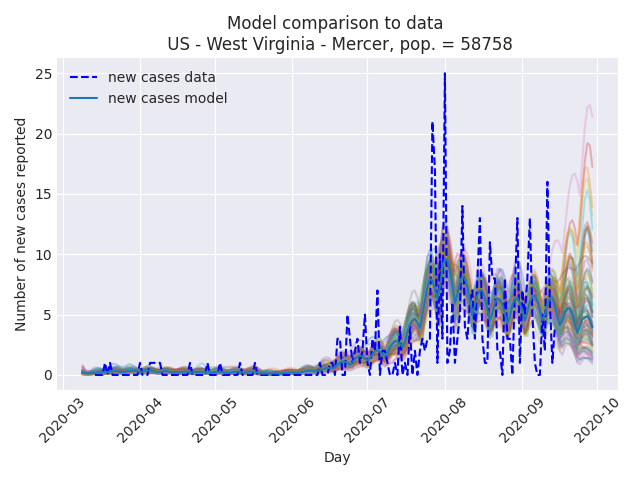 Model comparison to data
US - West Virginia - Mercer, pop. = 58758
new cases data
new cases model
Number of new cases reported
25
20
15
10
5
0
2020-03
2020-04
2020-05
2020-06
2020-07
2020-08
2020-09
2020-10
Day